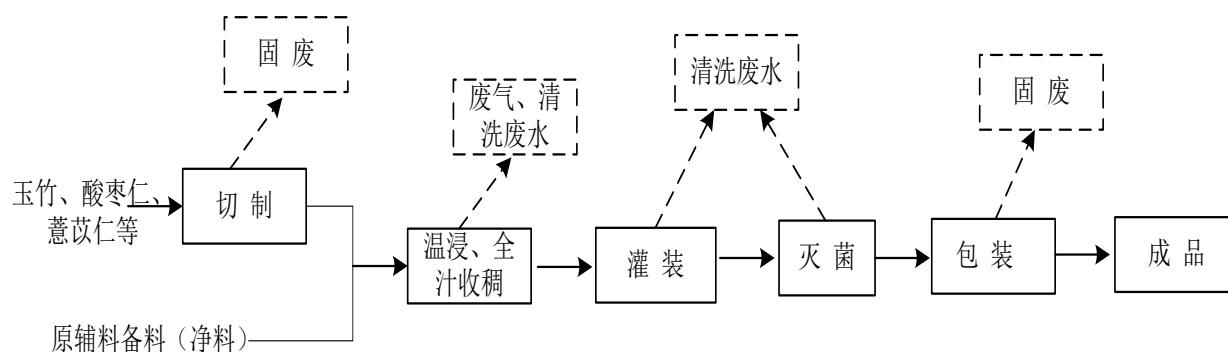 固 废
清洗废水
固 废
废气、清
洗废水
玉竹、酸枣仁、
薏苡仁等
切 制
温浸、全
汁收稠
灌 装
灭 菌
包 装
成 品
原辅料备料（净料）